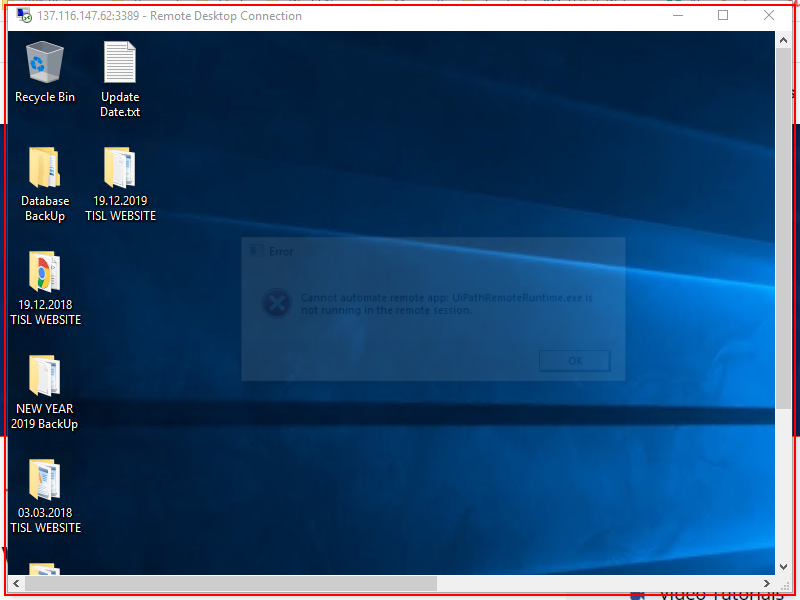 137.116.147.62:3389 - Remote Desktop Connection
Recycle Bin
Update
Date.txt
Database
BackUp
19.12.2019
TISL WEBSITE
Error
Cannot automate remote app: UiPathRemoteRuntime.exe is
not running in the remote session.
OK
19.12.2018
TISL WEBSITE
NEW YEAR
2019 BackUp
03.03.2018
TISL WEBSITE
Video Tutorials